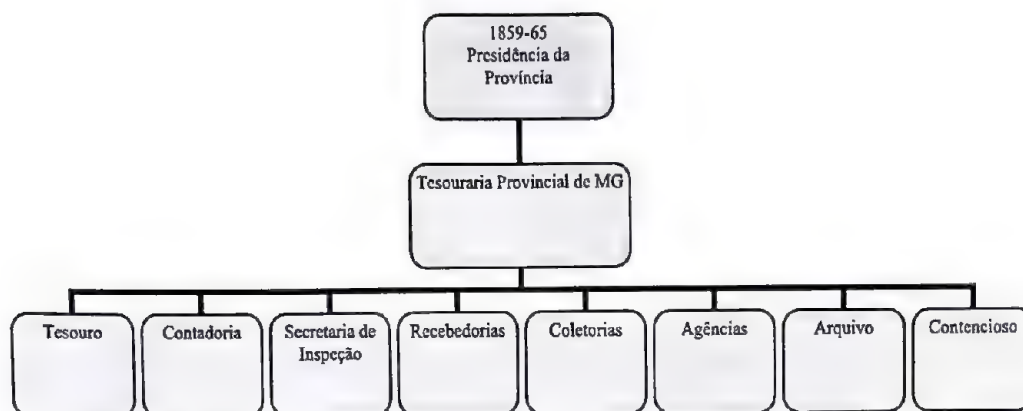 1859-65
Presidência da
Província
Tesouraria Provincial de MG
Tesouro
Contadoria
Secretaria de
Inspeção
Recebedorias
Coletorias
Agências
Arquivo
Contencioso